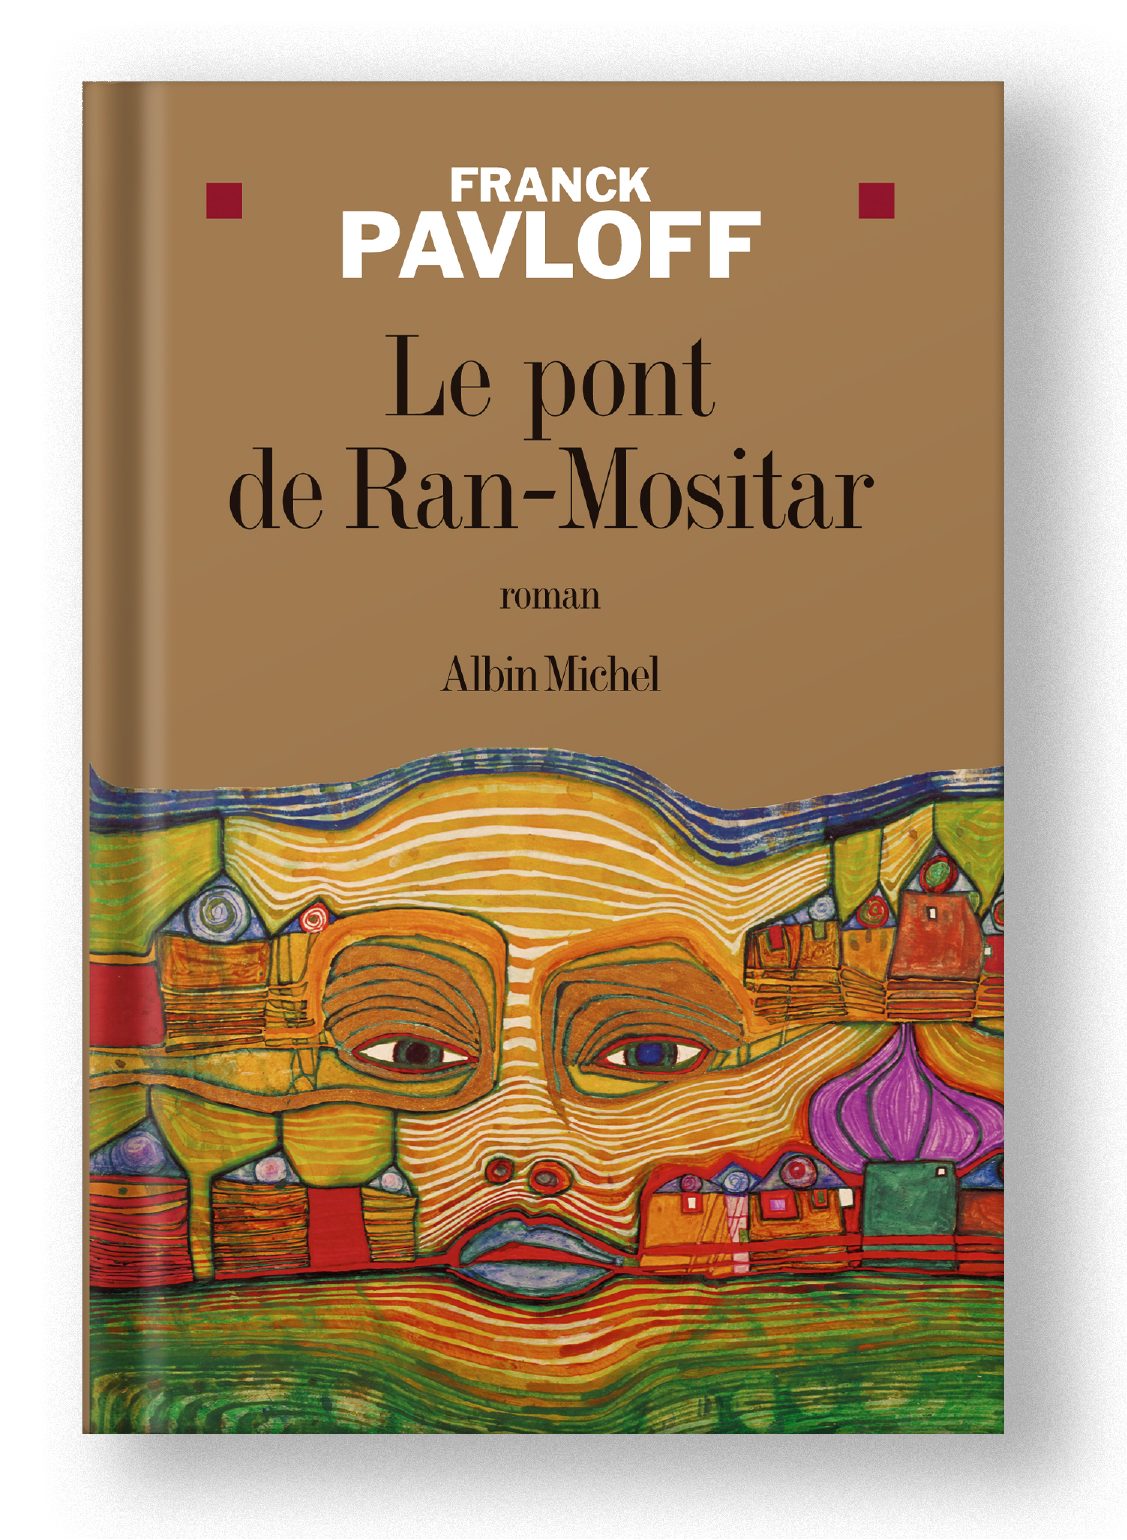 FRANCK
PAVLOFF
Le pont
de Ran-Mositar
roman
Albin Michel